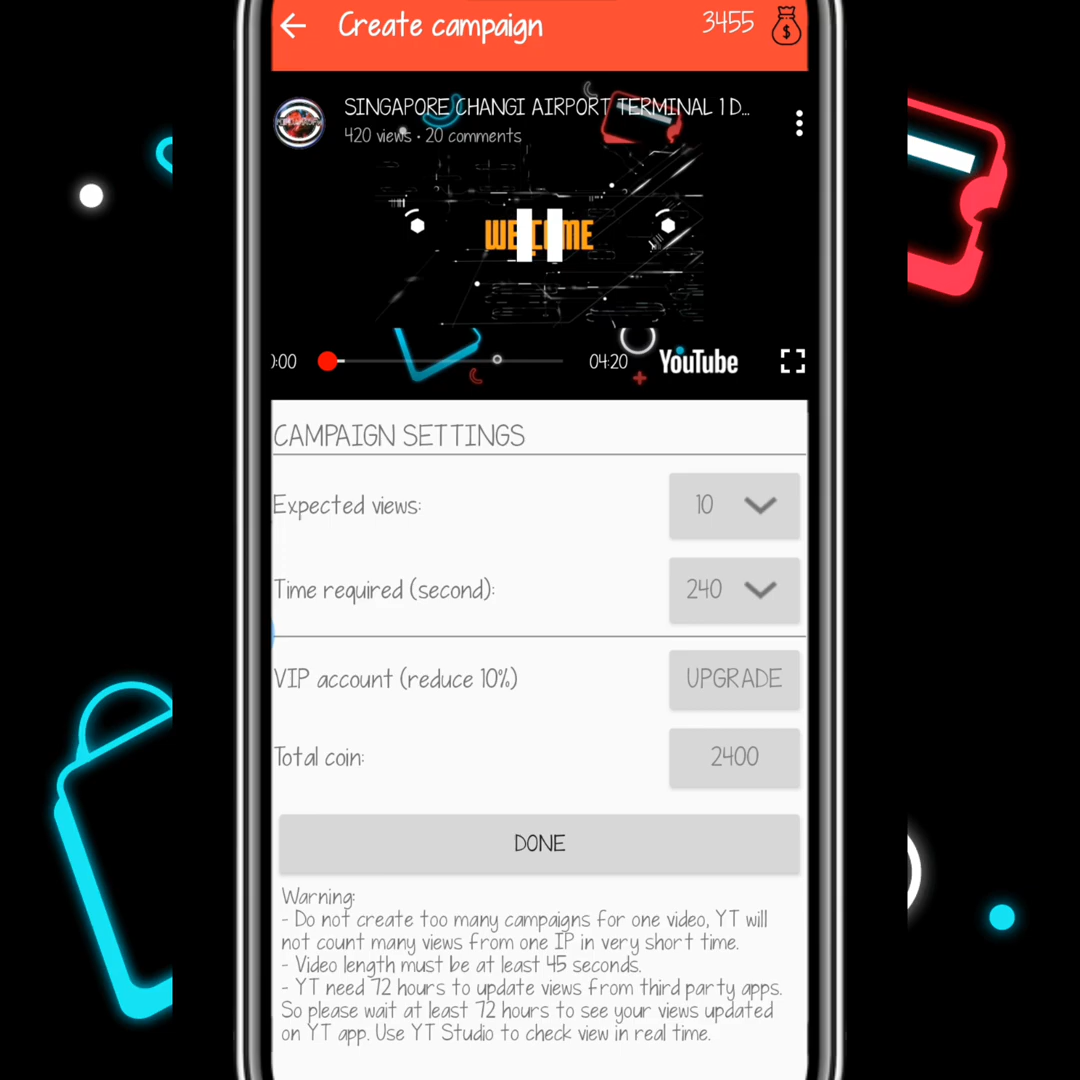 Create campaign 3455
SINGAPORE CHANGI AIRPORT TERMINAL 1 D...
420 views • 20 comments
WELCOME
0:00 04:20 YouTube
CAMPAIGN SETTINGS
Expected views: 10
Time required (second): 240
VIP account (reduce 10%) UPGRADE
Total coin: 2400
DONE
Warning:
- Do not create too many campaigns for one video, YT will
not count many views from one IP in very short time.
- Video length must be at least 45 seconds.
- YT need 72 hours to update views from third party apps.
So please wait at least 72 hours to see your views updated
on YT app. Use YT Studio to check view in real time.